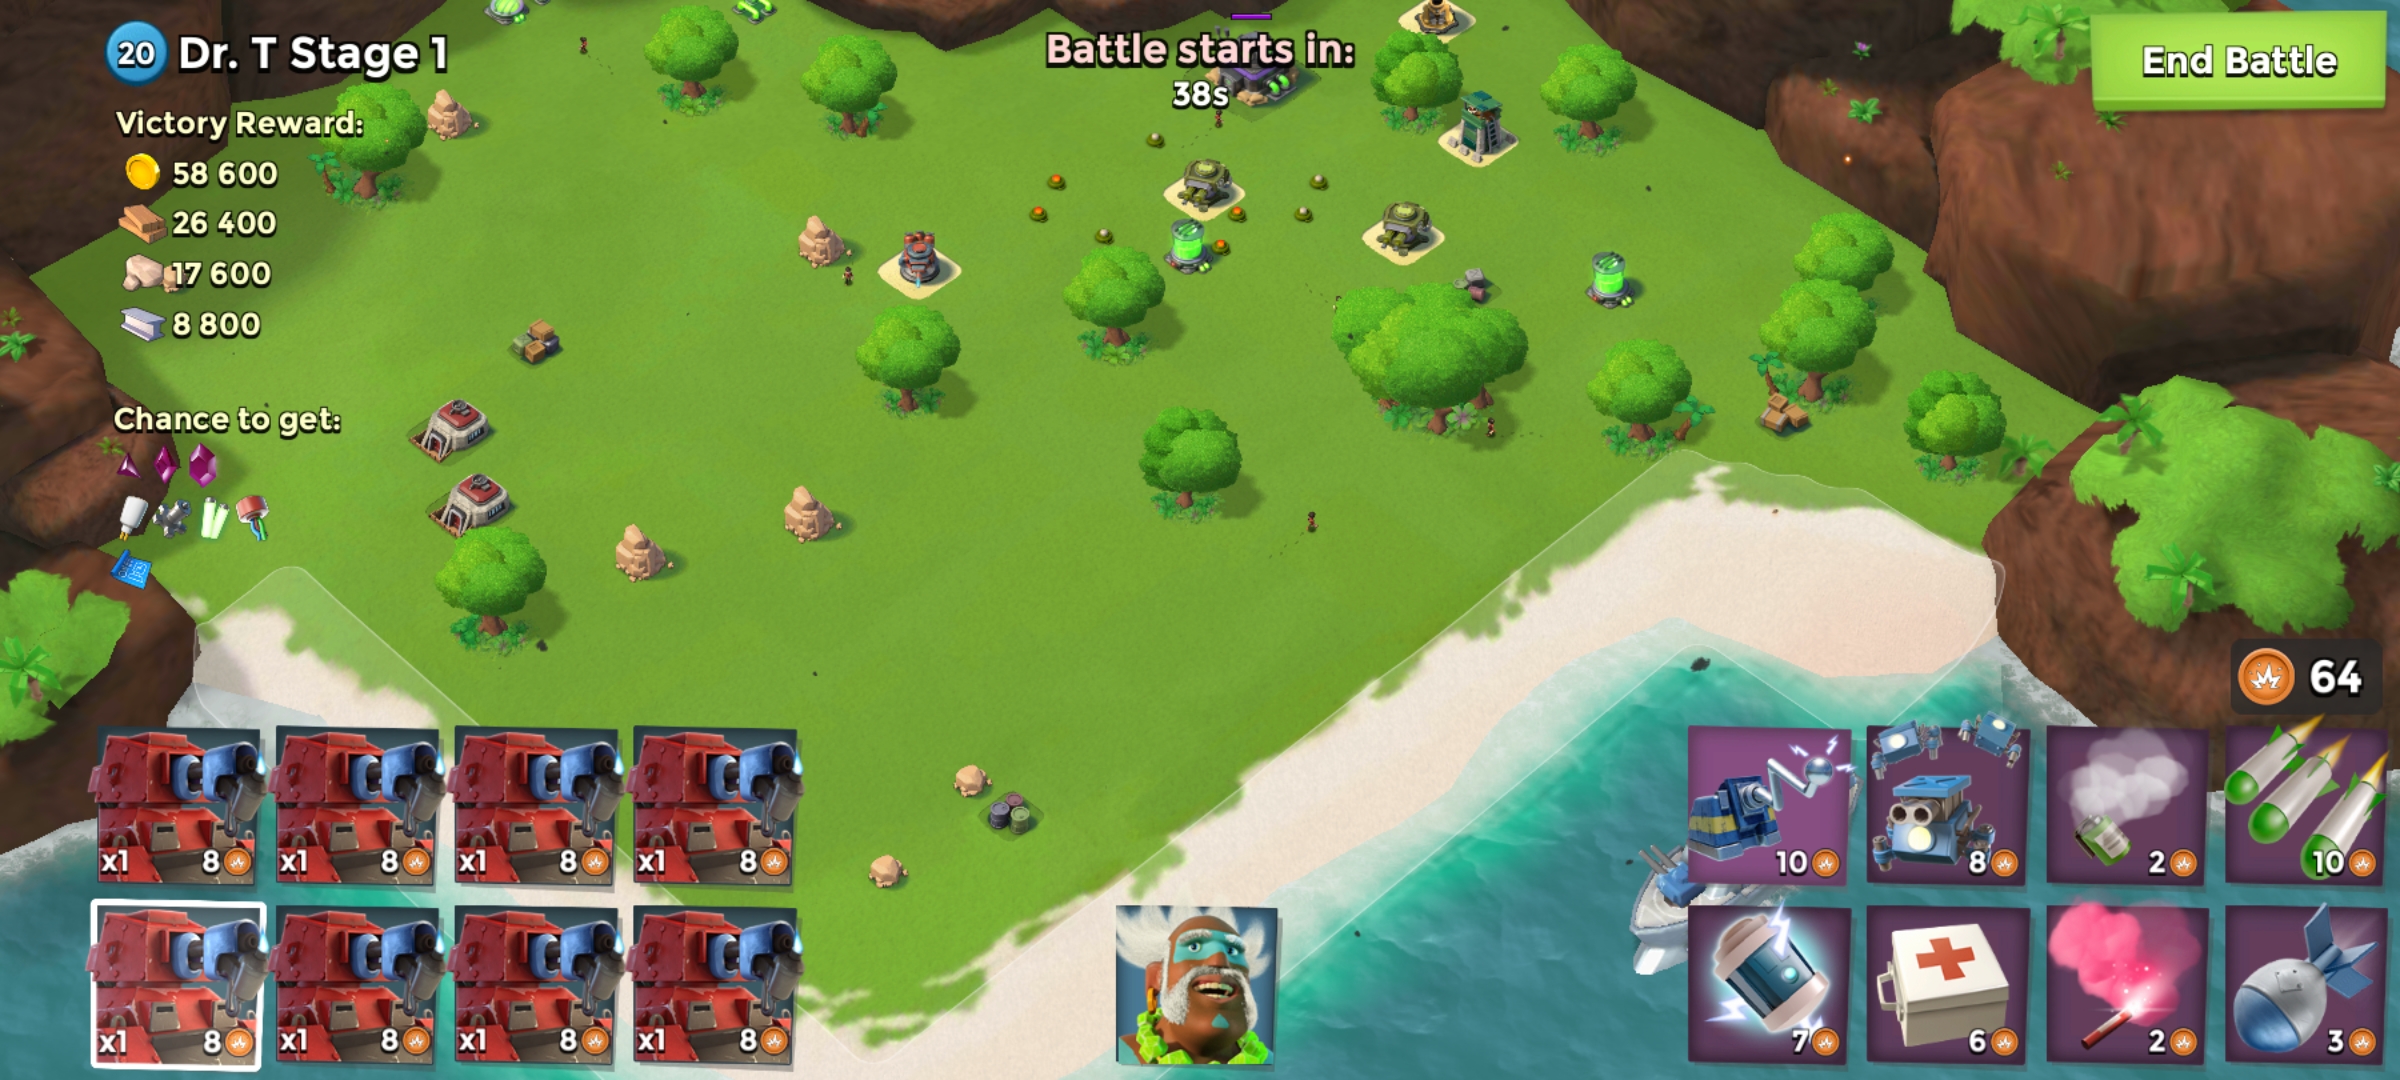 20 Dr. T Stage 1
Battle starts in:
38s
End Battle
Victory Reward:
58 600
26 400
17 600
8 800
Chance to get:
64
x1 8
x1 8
x1 8
x1 8
10
8
2
10
x1 8
x1 8
x1 8
x1 8
7
6
2
3